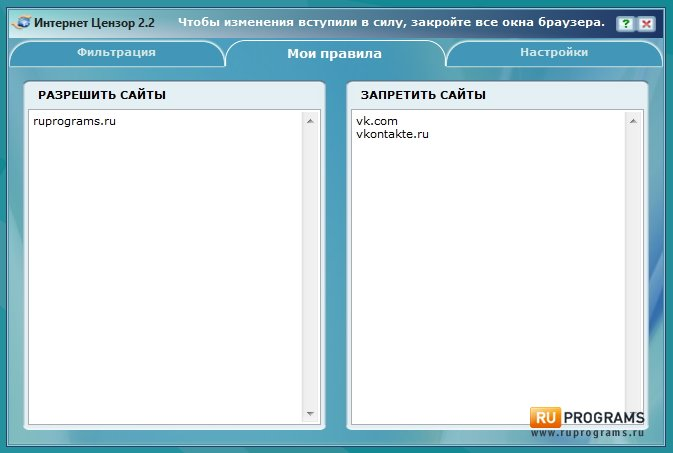 Интернет Цензор 2.2
Чтобы изменения вступили в силу, закройте все окна браузера.
?
Фильтрация
Мои правила
Настройки
РАЗРЕШИТЬ САЙТЫ
ruprograms.ru
ЗАПРЕТИТЬ САЙТЫ
vk.com
vkontakte.ru
RU PROGRAMS
www.ruprograms.ru